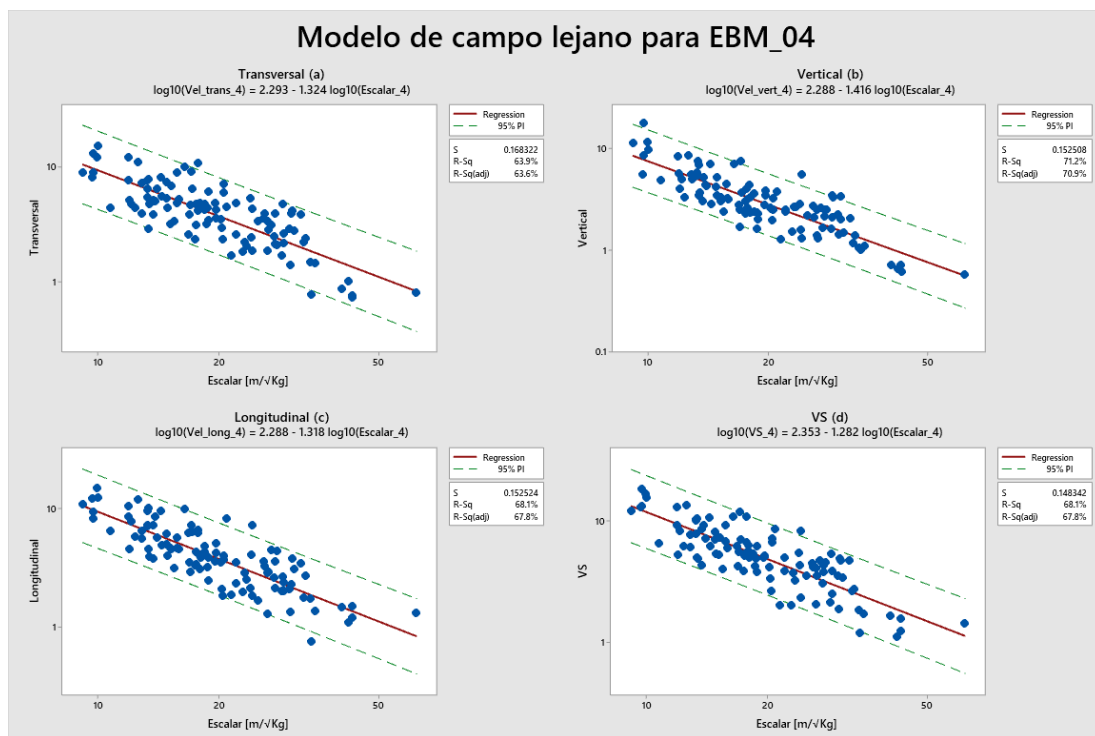 Modelo de campo lejano para EBM_04
Transversal (a)
log10(Vel_trans_4) = 2.293 - 1.324 log10(Escalar_4)
Regression
95% PI
S 0.168322
R-Sq 63.9%
R-Sq(adj) 63.6%
Transversal
10
1
10 20 50
Escalar [m/√Kg]
Vertical (b)
log10(Vel_vert_4) = 2.288 - 1.416 log10(Escalar_4)
Regression
95% PI
S 0.152508
R-Sq 71.2%
R-Sq(adj) 70.9%
Vertical
10
1
0.1
10 20 50
Escalar [m/√Kg]
Longitudinal (c)
log10(Vel_long_4) = 2.288 - 1.318 log10(Escalar_4)
Regression
95% PI
S 0.152524
R-Sq 68.1%
R-Sq(adj) 67.8%
Longitudinal
10
1
10 20 50
Escalar [m/√Kg]
VS (d)
log10(VS_4) = 2.353 - 1.282 log10(Escalar_4)
Regression
95% PI
S 0.148342
R-Sq 68.1%
R-Sq(adj) 67.8%
VS
10
1
10 20 50
Escalar [m/√Kg]